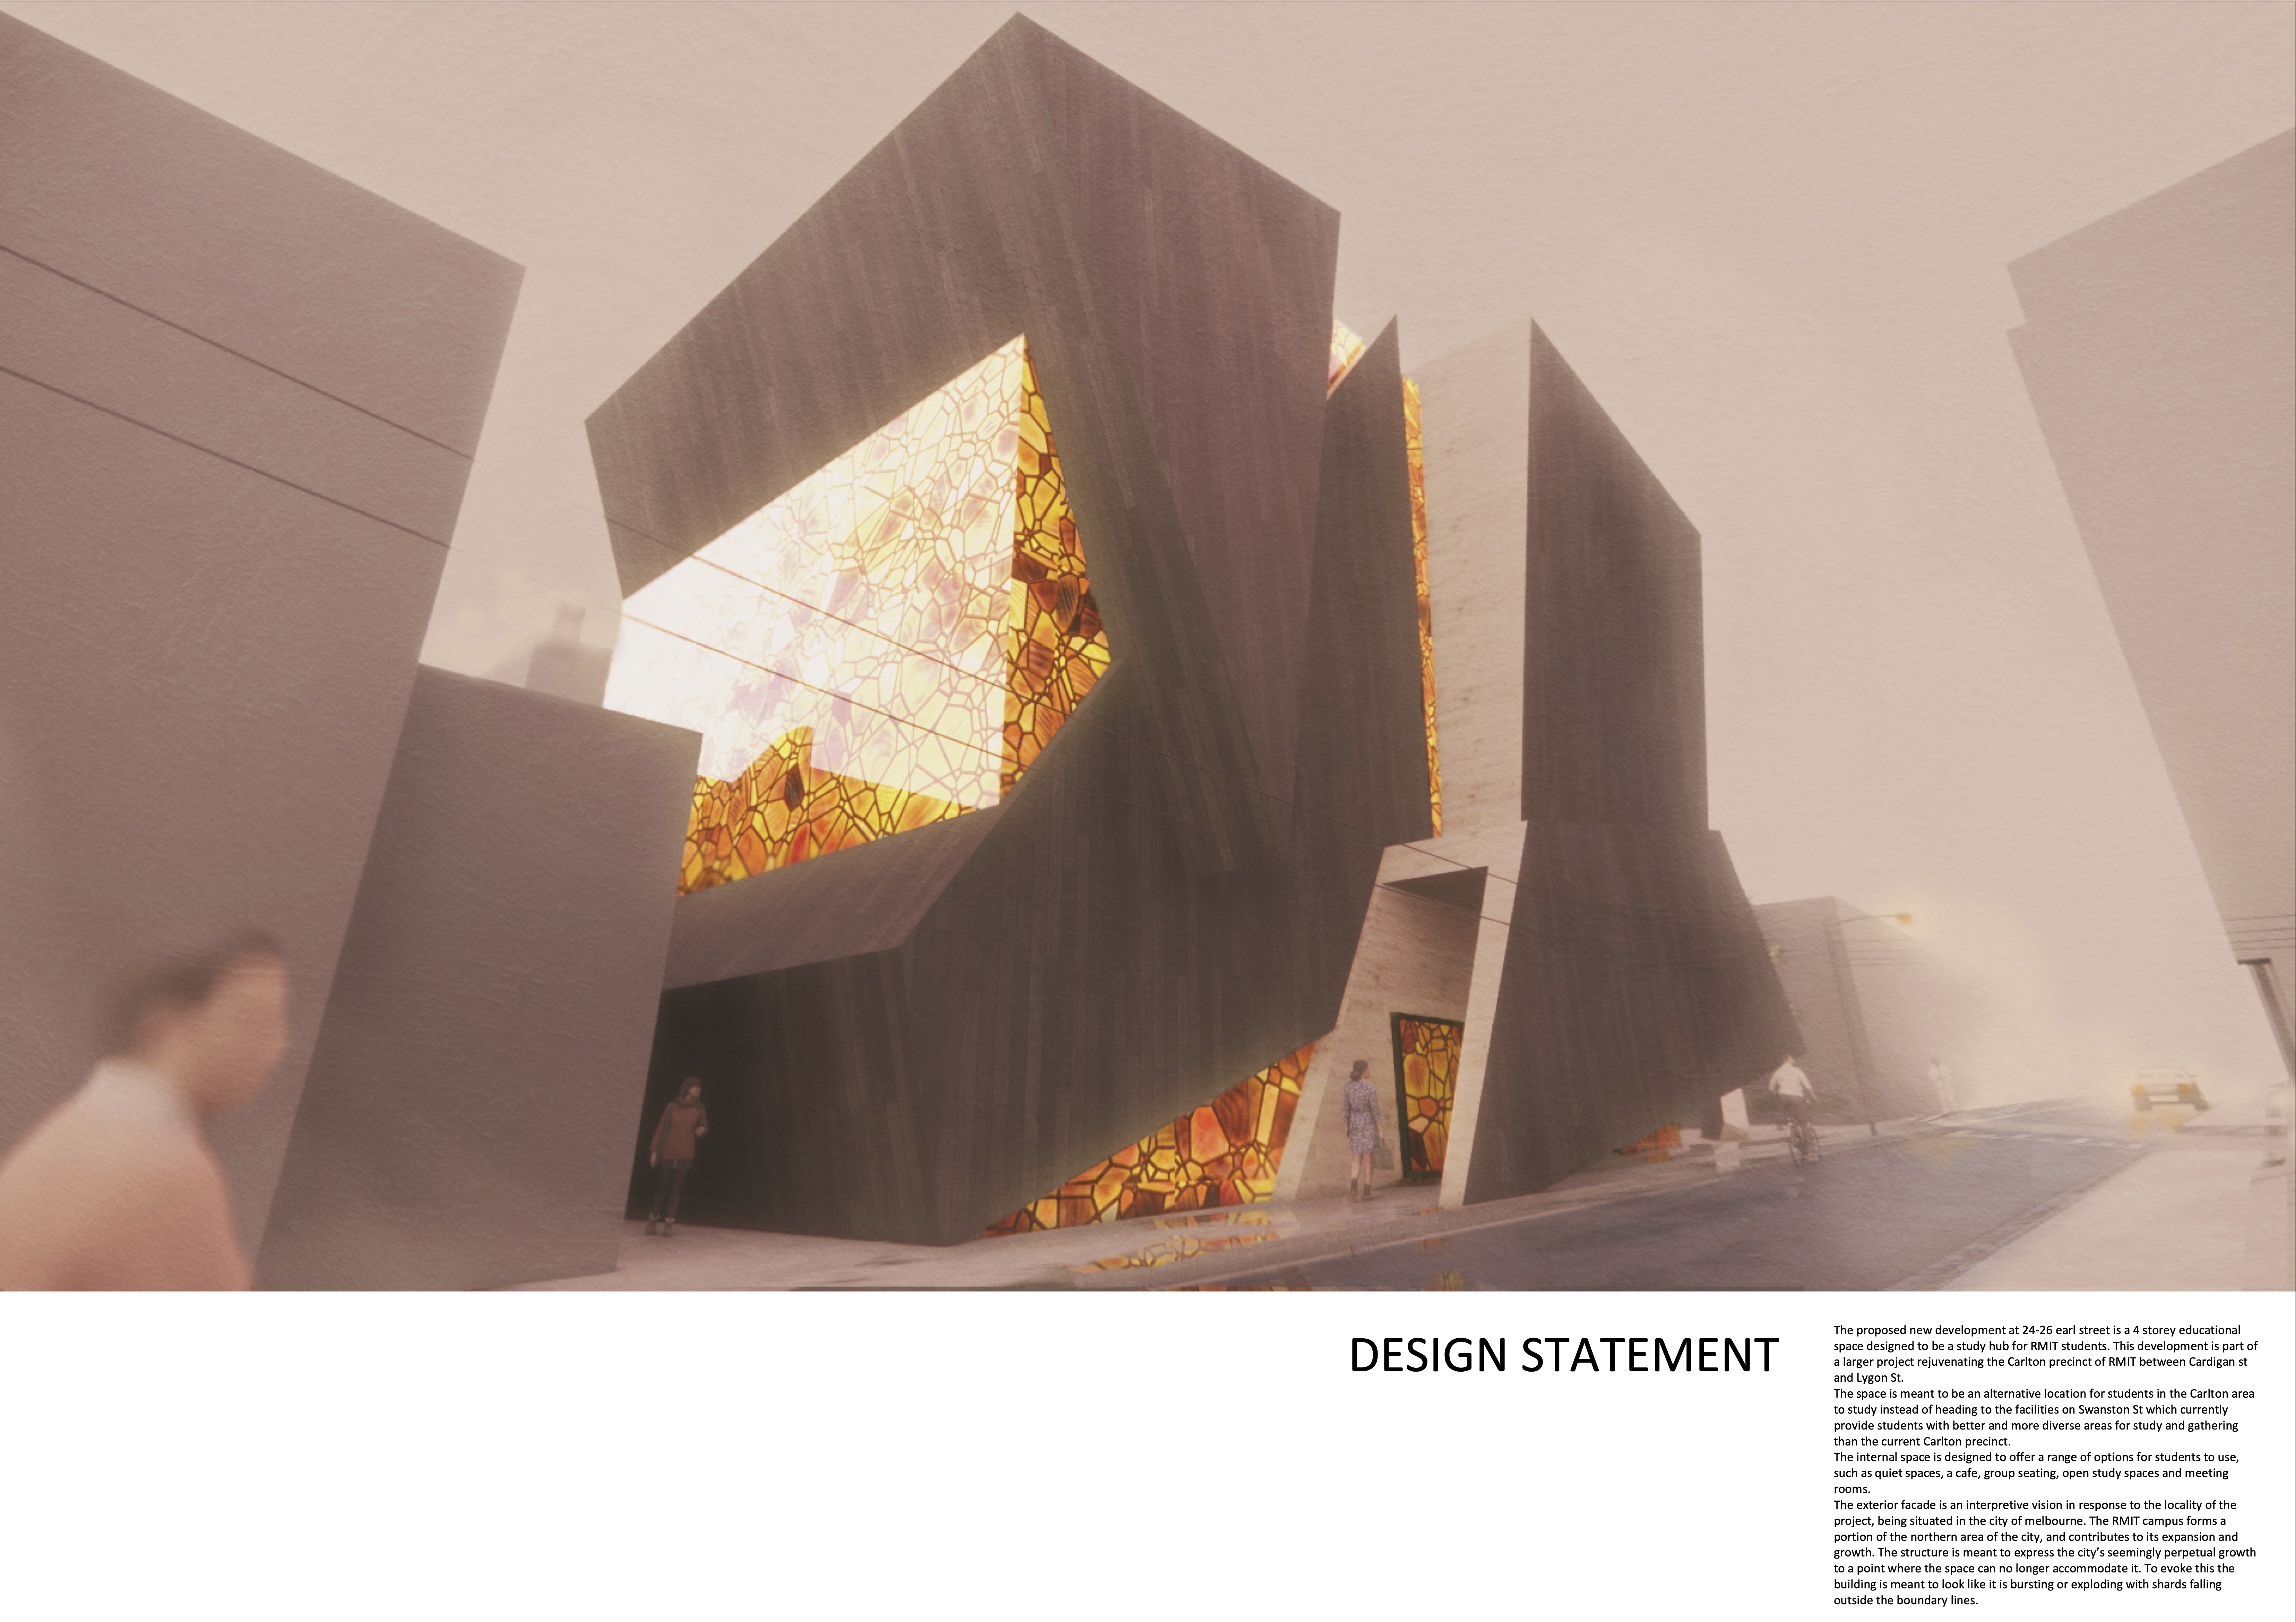 DESIGN STATEMENT
The proposed new development at 24-26 earl street is a 4 storey educational
space designed to be a study hub for RMIT students. This development is part of
a larger project rejuvenating the Carlton precinct of RMIT between Cardigan st
and Lygon St.
The space is meant to be an alternative location for students in the Carlton area
to study instead of heading to the facilities on Swanston St which currently
provide students with better and more diverse areas for study and gathering
than the current Carlton precinct.
The internal space is designed to offer a range of options for students to use,
such as quiet spaces, a cafe, group seating, open study spaces and meeting
rooms.
The exterior facade is an interpretive vision in response to the locality of the
project, being situated in the city of melbourne. The RMIT campus forms a
portion of the northern area of the city, and contributes to its expansion and
growth. The structure is meant to express the city’s seemingly perpetual growth
to a point where the space can no longer accommodate it. To evoke this the
building is meant to look like it is bursting or exploding with shards falling
outside the boundary lines.